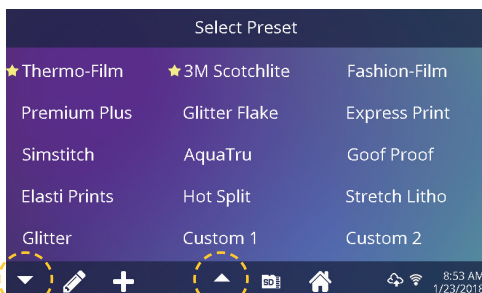 Select Preset
Thermo-Film 3M Scotchlite Fashion-Film
Premium Plus Glitter Flake Express Print
Simstitch AquaTru Goof Proof
Elasti Prints Hot Split Stretch Litho
Glitter Custom 1 Custom 2
SD 8:53 AM
1/23/2018